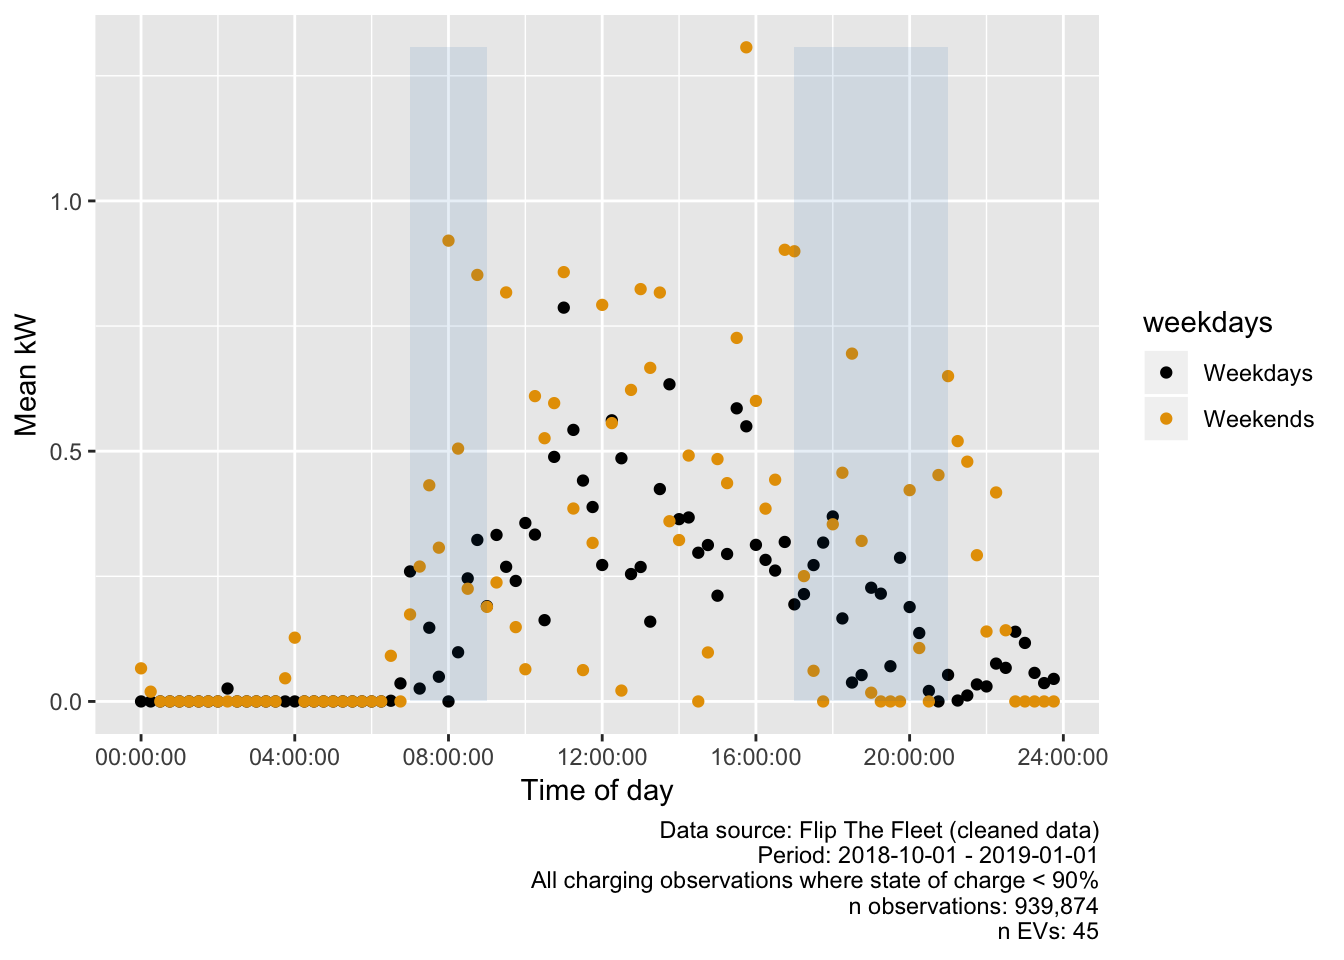 1.0
0.5
0.0
Mean kW
00:00:00 04:00:00 08:00:00 12:00:00 16:00:00 20:00:00 24:00:00
Time of day
weekdays
Weekdays
Weekends
Data source: Flip The Fleet (cleaned data)
Period: 2018-10-01 - 2019-01-01
All charging observations where state of charge < 90%
n observations: 939,874
n EVs: 45